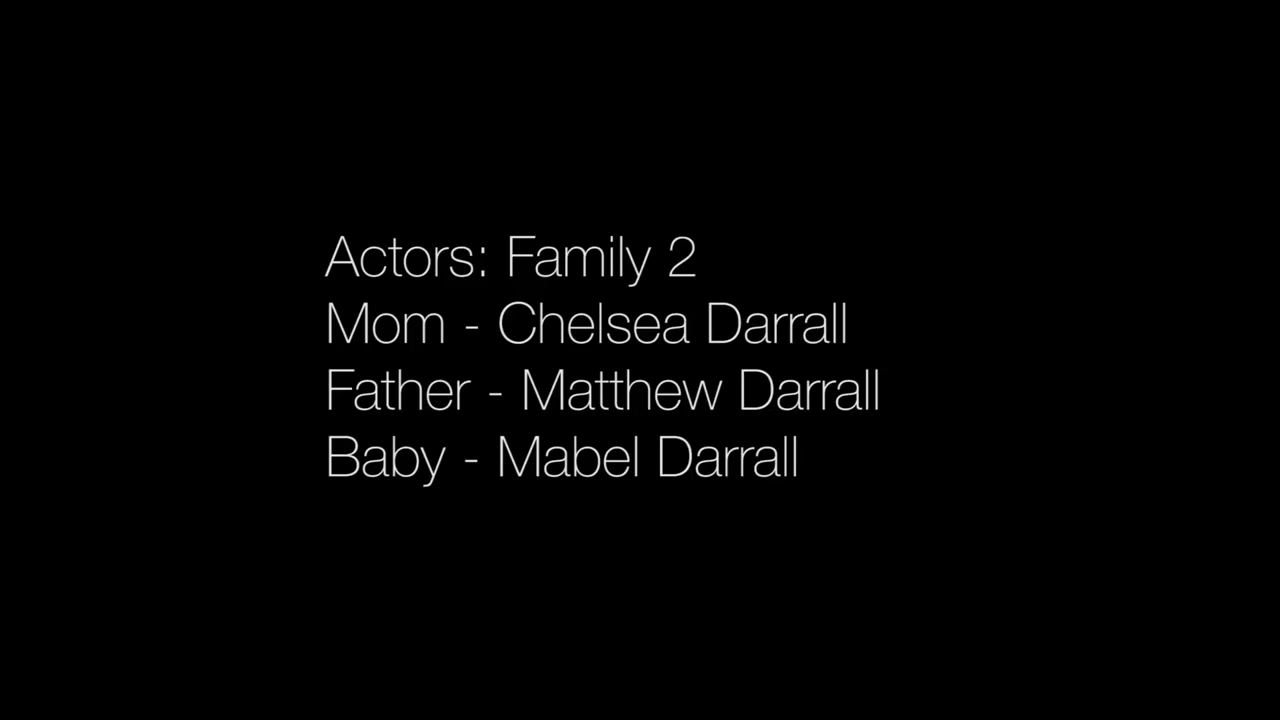 Actors: Family 2
Mom - Chelsea Darrall
Father - Matthew Darrall
Baby - Mabel Darrall